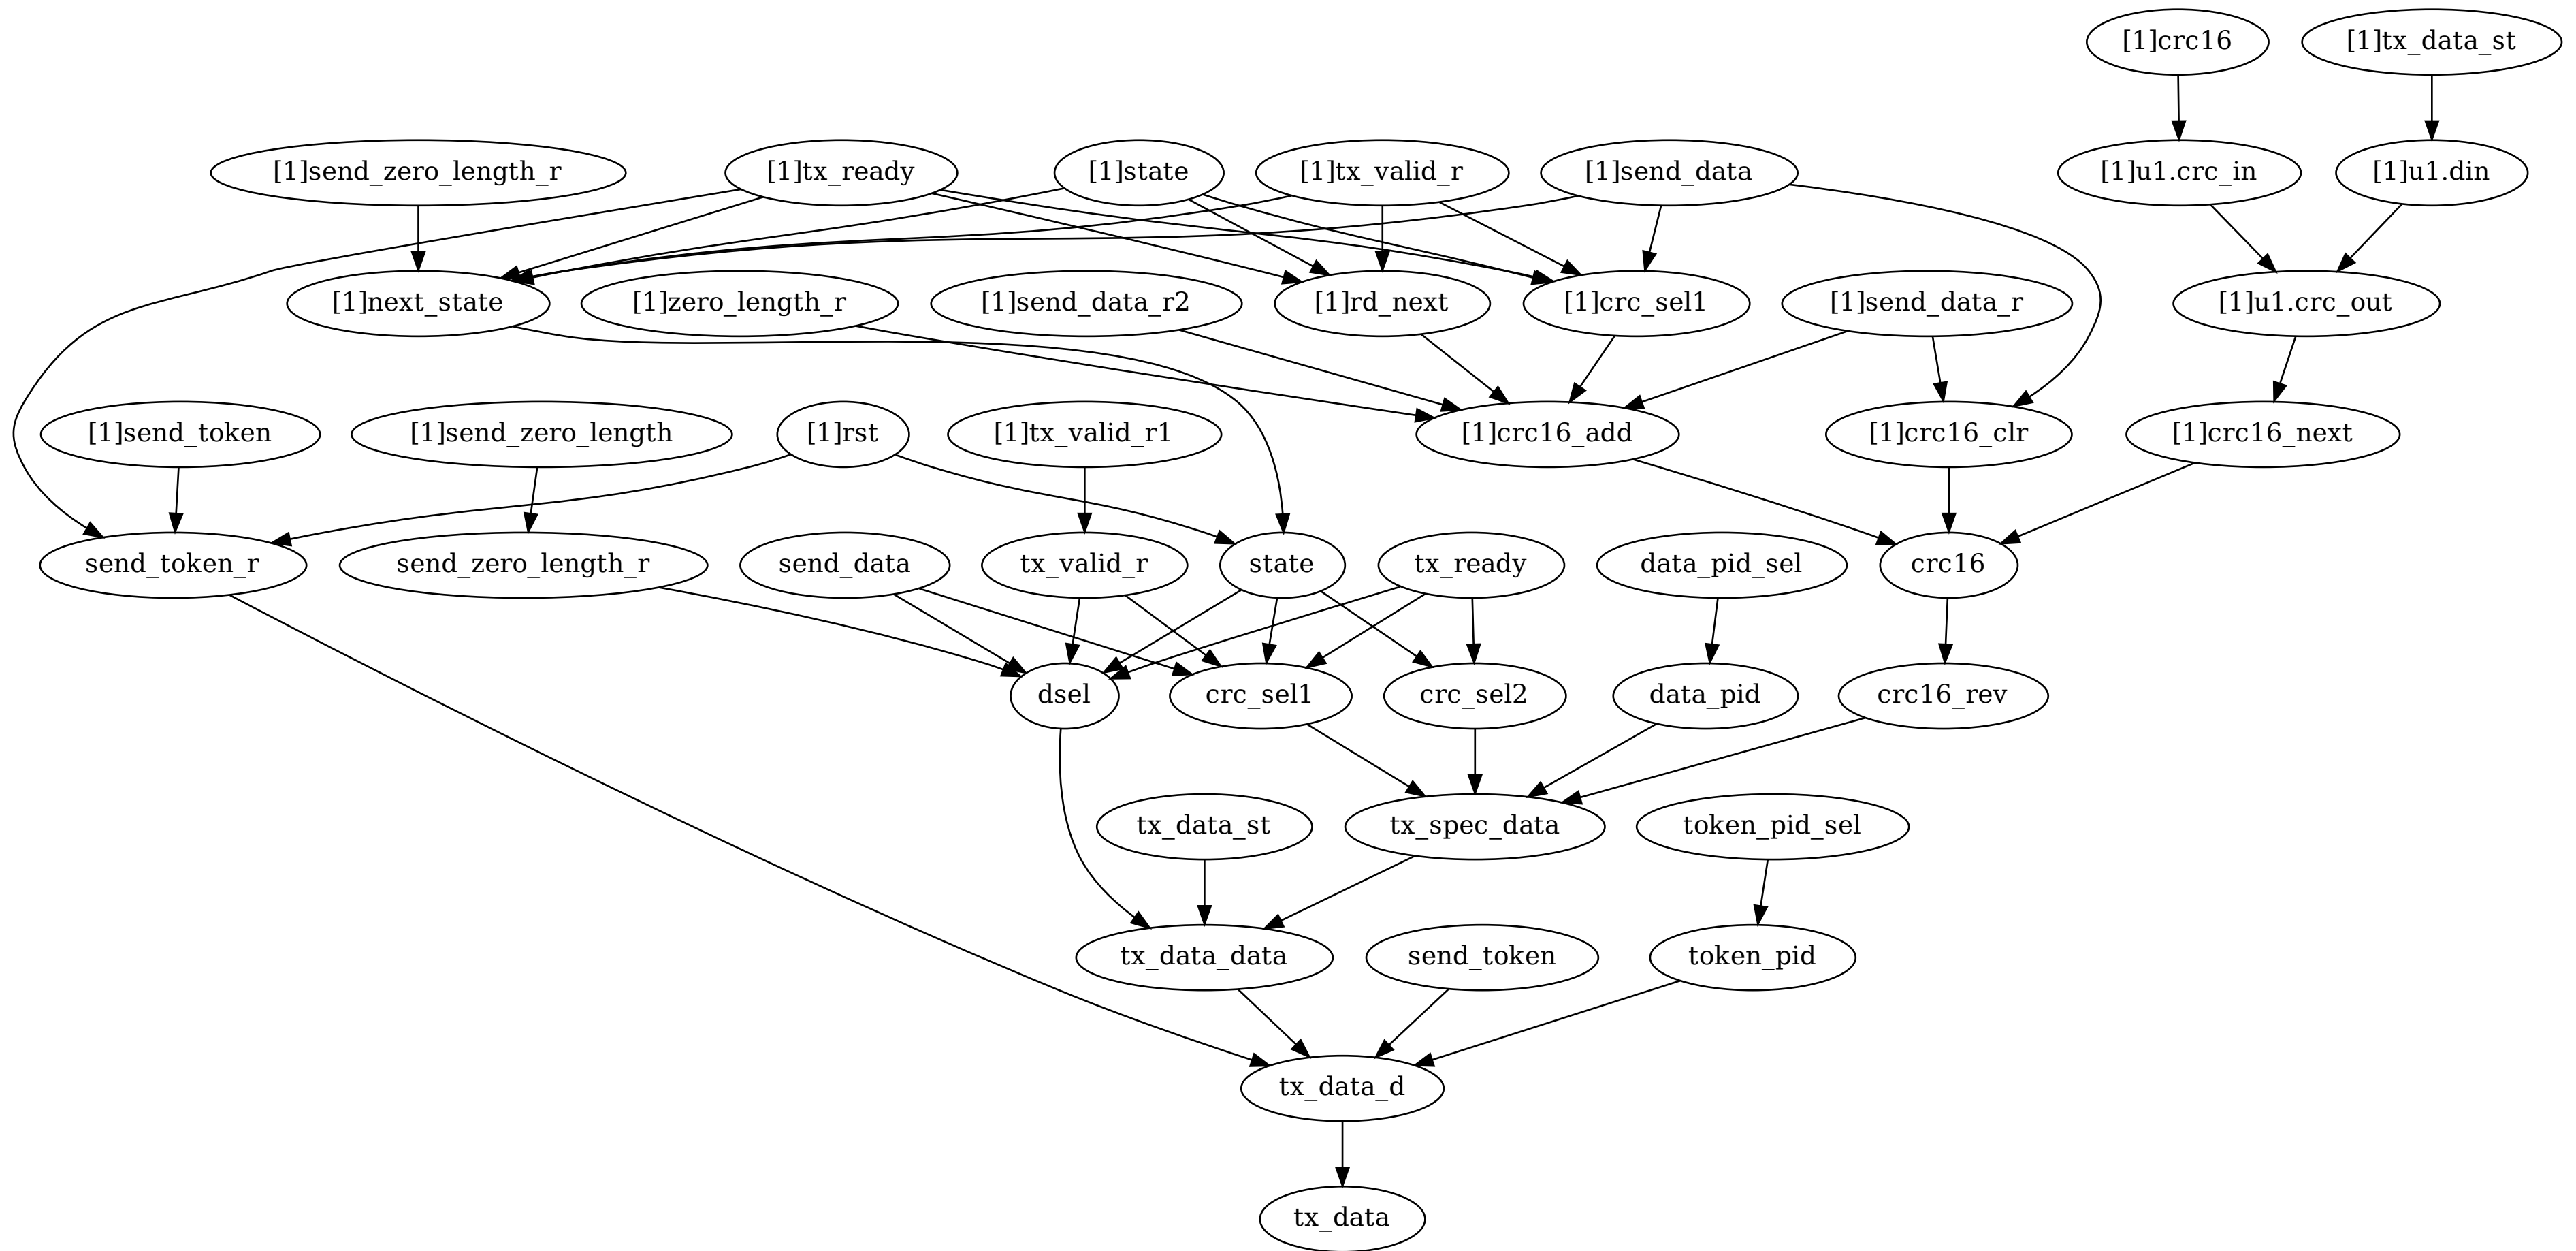 [1]crc16
[1]tx_data_st
[1]send_zero_length_r
[1]tx_ready
[1]state
[1]tx_valid_r
[1]send_data
[1]u1.crc_in
[1]u1.din
[1]next_state
[1]zero_length_r
[1]send_data_r2
[1]rd_next
[1]crc_sel1
[1]send_data_r
[1]u1.crc_out
[1]send_token
[1]send_zero_length
[1]rst
[1]tx_valid_r1
[1]crc16_add
[1]crc16_clr
[1]crc16_next
send_token_r
send_zero_length_r
send_data
tx_valid_r
state
tx_ready
data_pid_sel
crc16
dsel
crc_sel1
crc_sel2
data_pid
crc16_rev
tx_data_st
tx_spec_data
token_pid_sel
tx_data_data
send_token
token_pid
tx_data_d
tx_data